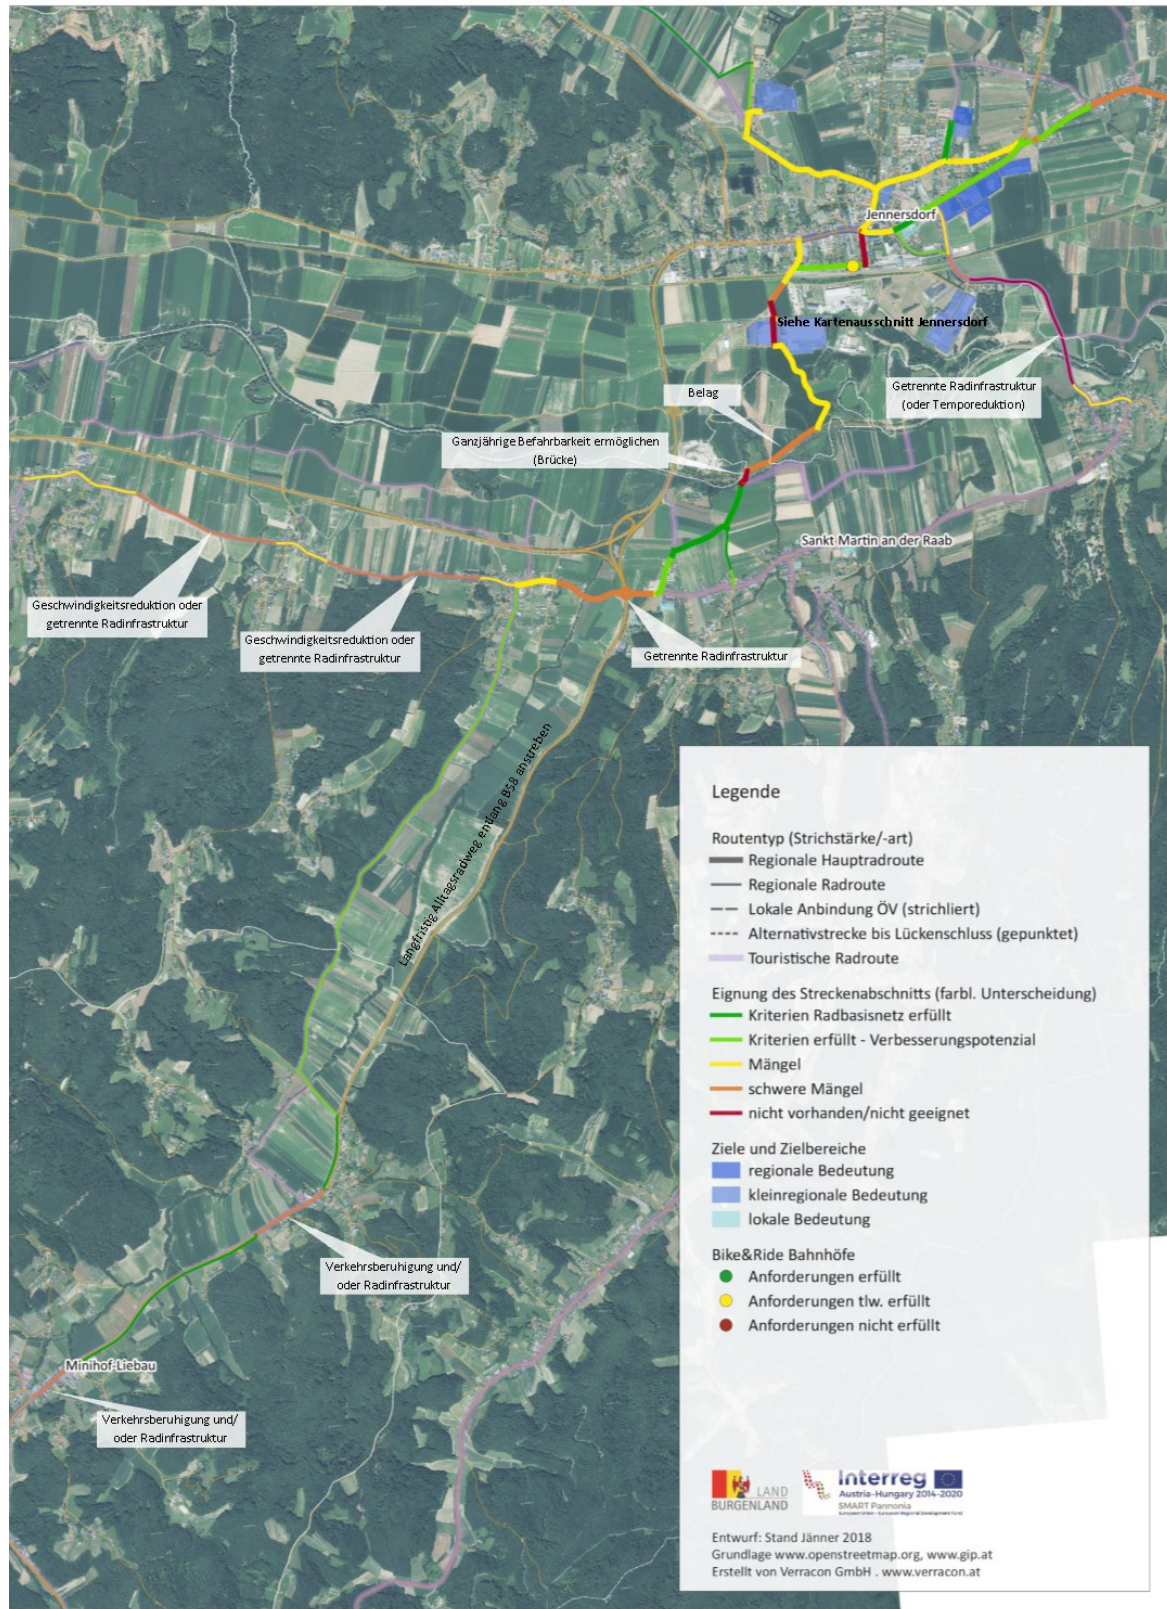 Jennersdorf
Siehe Kartenausschnitt Jennersdorf
Getrennte Radinfrastruktur
(oder Temporeduktion)
Belag
Ganzjährige Befahrbarkeit ermöglichen
(Brücke)
Sankt Martin an der Raab
Geschwindigkeitsreduktion oder
getrennte Radinfrastruktur
Geschwindigkeitsreduktion oder
getrennte Radinfrastruktur
Getrennte Radinfrastruktur
Langfristig Alltagsradweg entlang B58 anstreben
Verkehrsberuhigung und/
oder Radinfrastruktur
Minihof-Liebau
Verkehrsberuhigung und/
oder Radinfrastruktur
Legende
Routentyp (Strichstärke/-art)
Regionale Hauptradroute
Regionale Radroute
Lokale Anbindung ÖV (strichliert)
Alternativstrecke bis Lückenschluss (gepunktet)
Touristische Radroute
Eignung des Streckenabschnitts (farbl. Unterscheidung)
Kriterien Radbasisnetz erfüllt
Kriterien erfüllt - Verbesserungspotenzial
Mängel
schwere Mängel
nicht vorhanden/nicht geeignet
Ziele und Zielbereiche
regionale Bedeutung
kleinregionale Bedeutung
lokale Bedeutung
Bike&Ride Bahnhöfe
Anforderungen erfüllt
Anforderungen tlw. erfüllt
Anforderungen nicht erfüllt
LAND
BURGENLAND
Interreg
Austria-Hungary 2014-2020
SMART Pannonia
European Union - European Regional Development Fund
Entwurf: Stand Jänner 2018
Grundlage www.openstreetmap.org, www.gip.at
Erstellt von Verracon GmbH . www.verracon.at